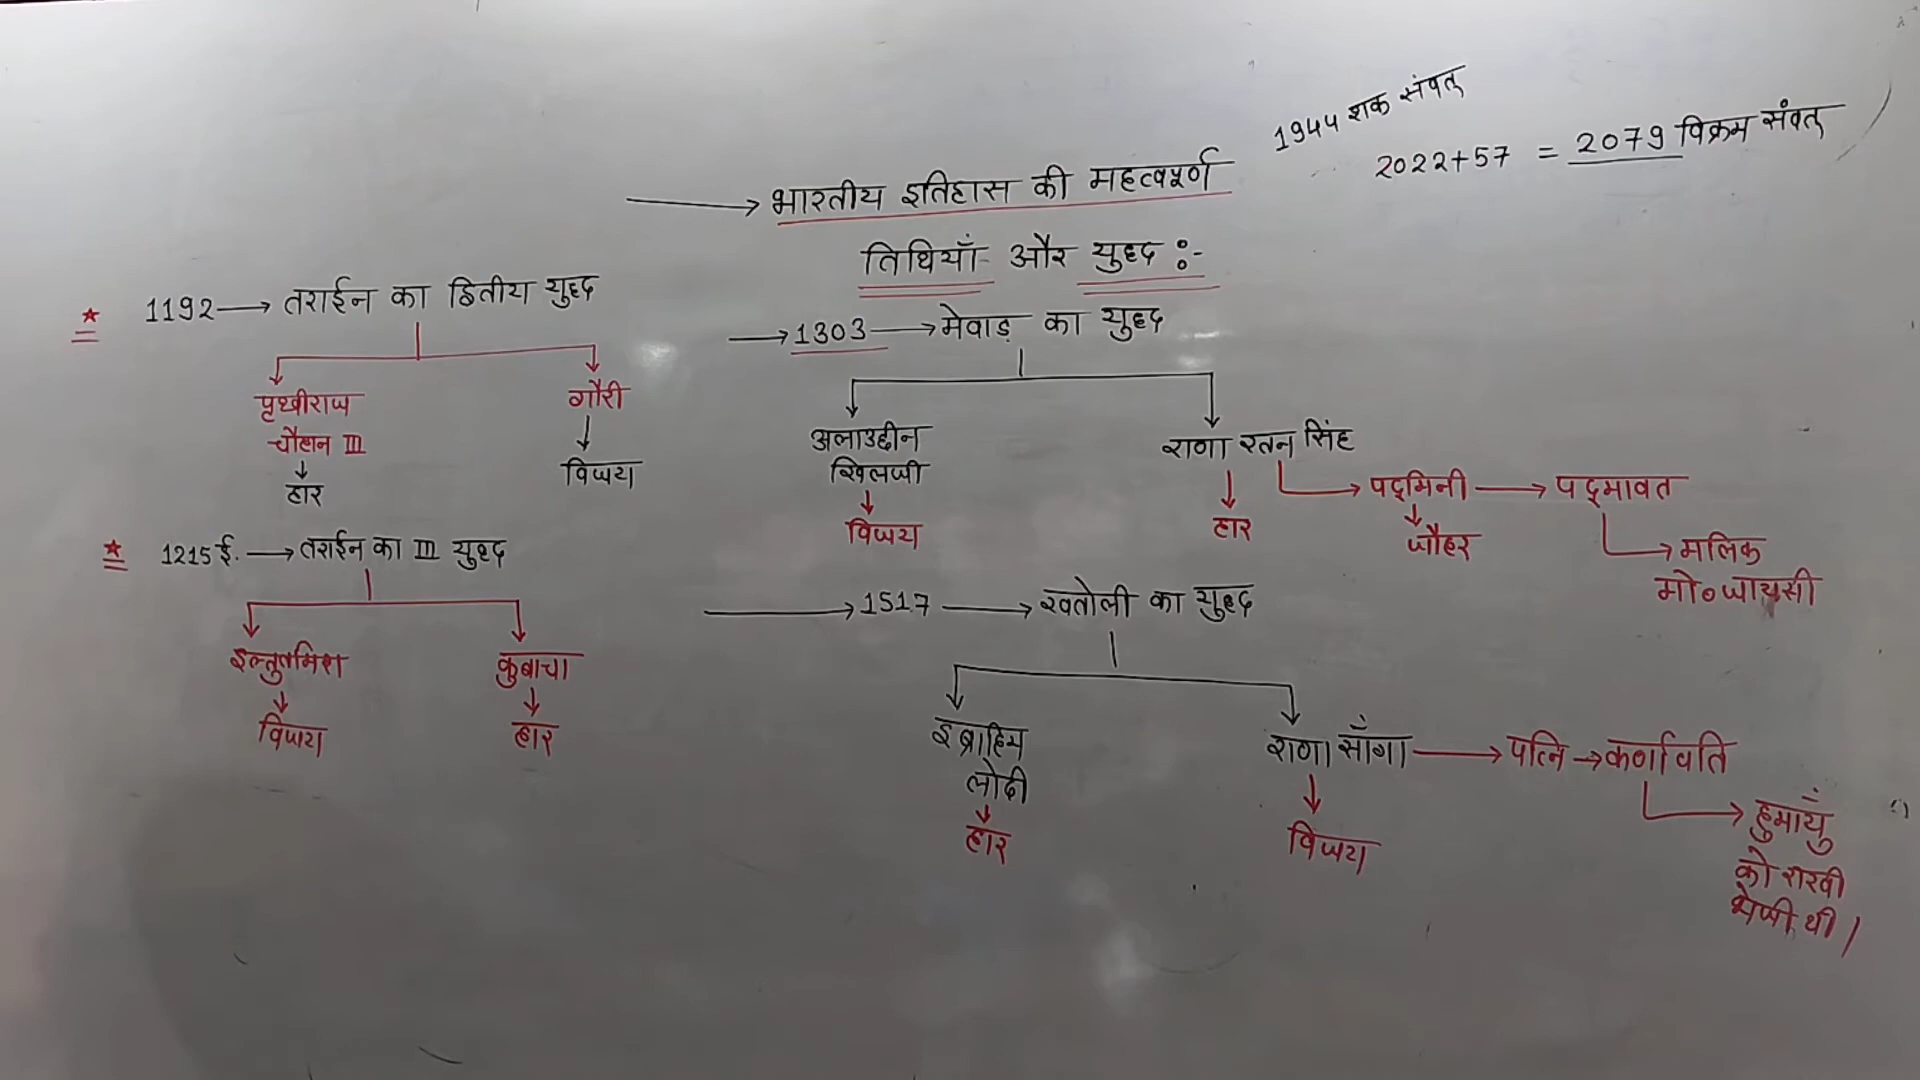 1944 शक संवत्
2022+57 = 2079 विक्रम संवत्
→ भारतीय इतिहास की महत्वपूर्ण
तिथियाँ और युद्ध :-
★ 1192 → तराईन का द्वितीय युद्ध
पृथ्वीराज
चौहान III
हार
गौरी
विजय
★ 1215 ई. → तराईन का III युद्ध
इल्तुतमिश
विजय
कुबाचा
हार
→ 1303 → मेवाड़ का युद्ध
अलाउद्दीन
खिलजी
विजय
राणा रतन सिंह
हार
→ पद्मिनी → पद्मावत
जौहर
→ मालिक
मो॰ जायसी
→ 1517 → खतोली का युद्ध
इब्राहिम
लोदी
हार
राणा साँगा → पत्नि → कर्णावति
विजय
→ हुमायुँ
को राखी
भेजी थी।